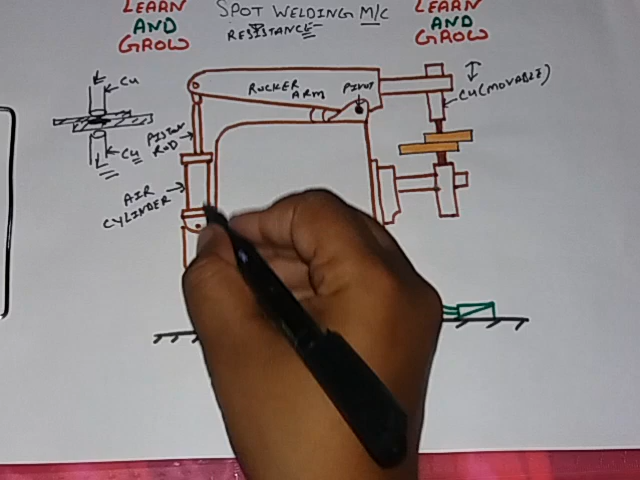 LEARN
AND
GROW
SPOT WELDING M/C
RESISTANCE
LEARN
AND
GROW
Cu
Cu
ROCKER
ARM
PIVOT
Cu (MOVABLE)
PISTON
ROD
AIR
CYLINDER